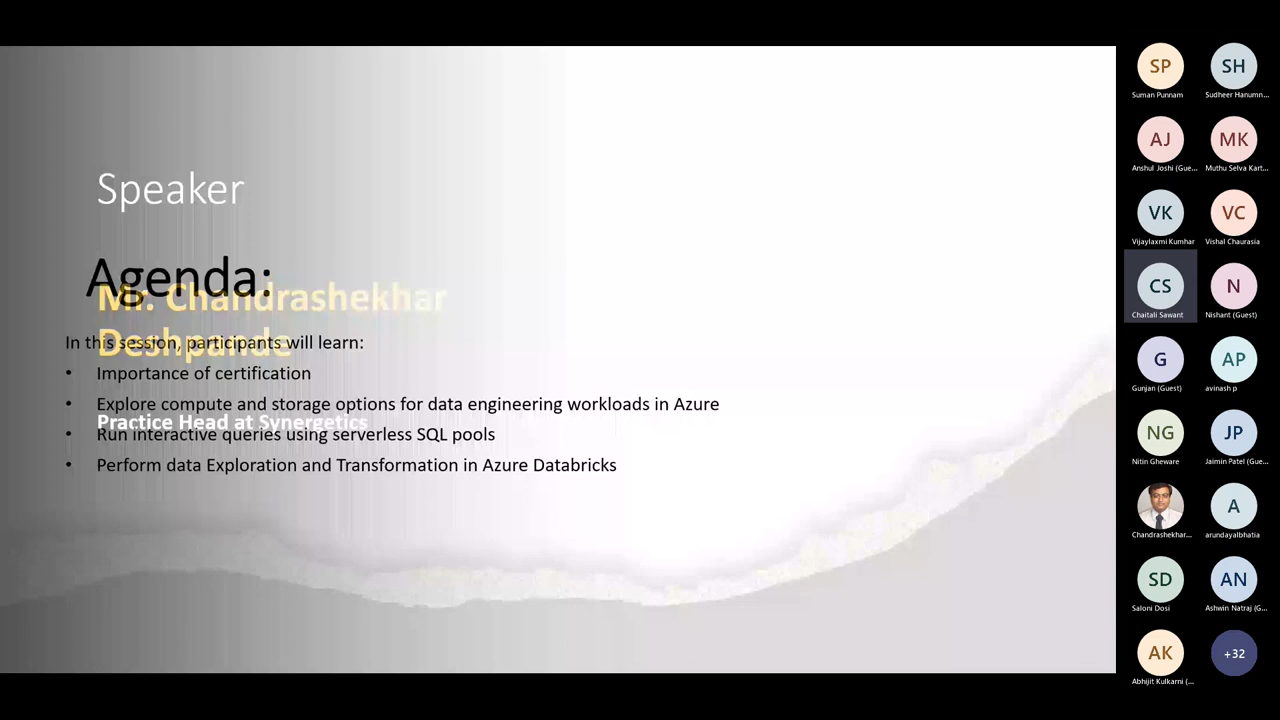 Speaker
Agenda:
Mr. Chandrashekhar
Deshpande
In this session, participants will learn:
• Importance of certification
• Explore compute and storage options for data engineering workloads in Azure
Practice Head at Synergetics
• Run interactive queries using serverless SQL pools
• Perform data Exploration and Transformation in Azure Databricks
SP SH
Suman Punnam Sudheer Hanumn...
AJ MK
Anshul Joshi (Gue... Muthu Selva Kart...
VK VC
Vijaylaxmi Kumhar Vishal Chaurasia
CS N
Chaitali Sawant Nishant (Guest)
G AP
Gunjan (Guest) avinash p
NG JP
Nitin Gheware Jaimin Patel (Gue...
A
Chandrashekhar... arundayalbhatia
SD AN
Saloni Dosi Ashwin Natraj (G...
AK +32
Abhijit Kulkarni (...